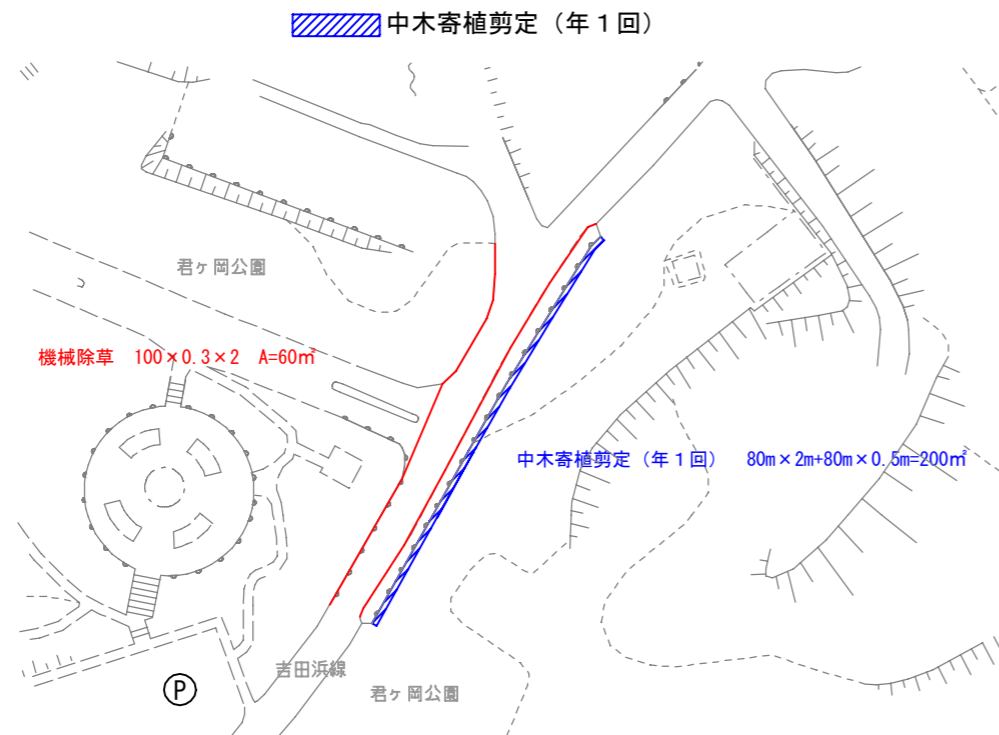 中木寄植剪定（年１回）
君ヶ岡公園
機械除草　100×0.3×2　A=60㎡
中木寄植剪定（年１回）　80m×2m+80m×0.5m=200㎡
吉田浜線
君ヶ岡公園
P